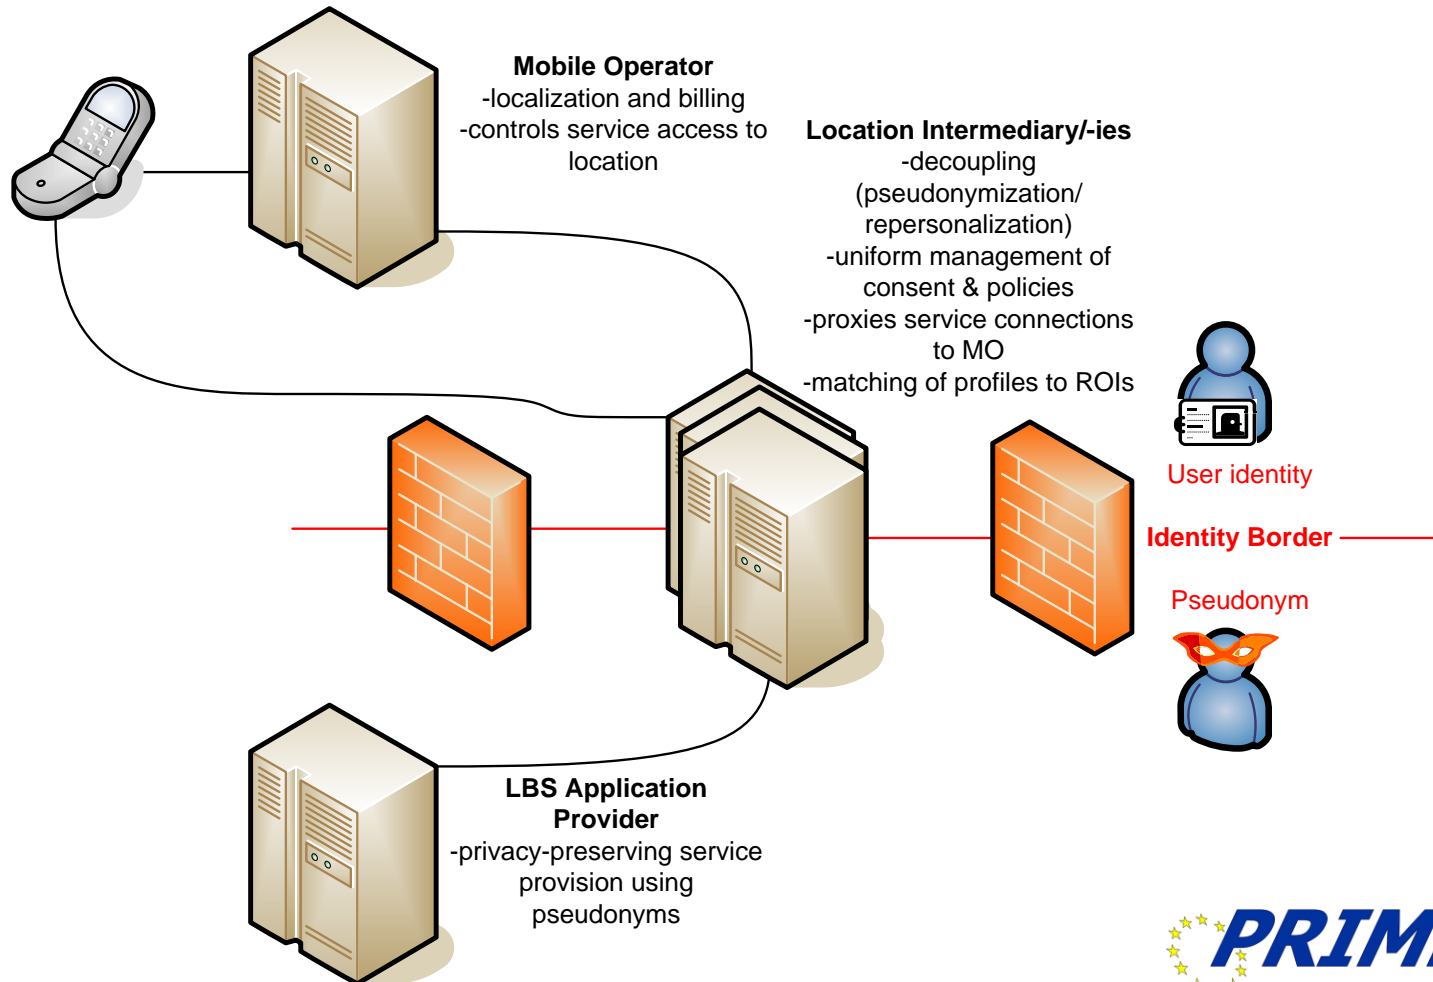 Mobile Operator
-localization and billing
-controls service access to
location
Location Intermediary/-ies
-decoupling
(pseudonymization/
repersonalization)
-uniform management of
consent & policies
-proxies service connections
to MO
-matching of profiles to ROIs
User identity
Identity Border
Pseudonym
LBS Application
Provider
-privacy-preserving service
provision using
pseudonyms